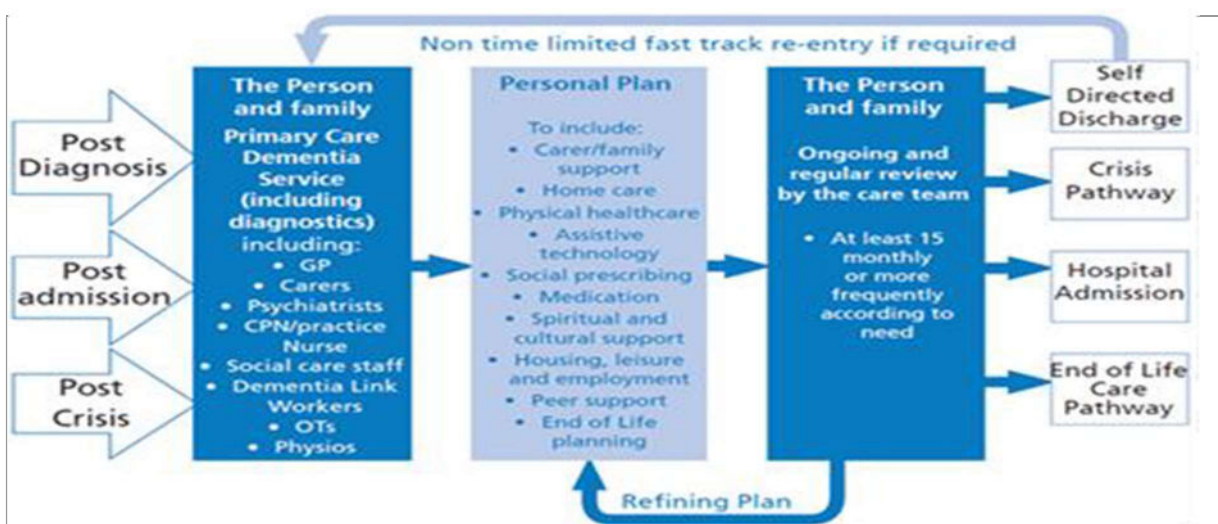 Non time limited fast track re-entry if required
Post
Diagnosis
Post
admission
Post
Crisis
The Person
and family
Primary Care
Dementia
Service
(including
diagnostics)
including:
• GP
• Carers
• Psychiatrists
• CPN/practice
Nurse
• Social care staff
• Dementia Link
Workers
• OTs
• Physios
Personal Plan
To include:
• Carer/family
support
• Home care
• Physical healthcare
• Assistive
technology
• Social prescribing
• Medication
• Spiritual and
cultural support
• Housing, leisure
and employment
• Peer support
• End of Life
planning
The Person
and family
Ongoing and
regular review
by the care team
• At least 15
monthly
or more
frequently
according to
need
Self
Directed
Discharge
Crisis
Pathway
Hospital
Admission
End of Life
Care
Pathway
Refining Plan